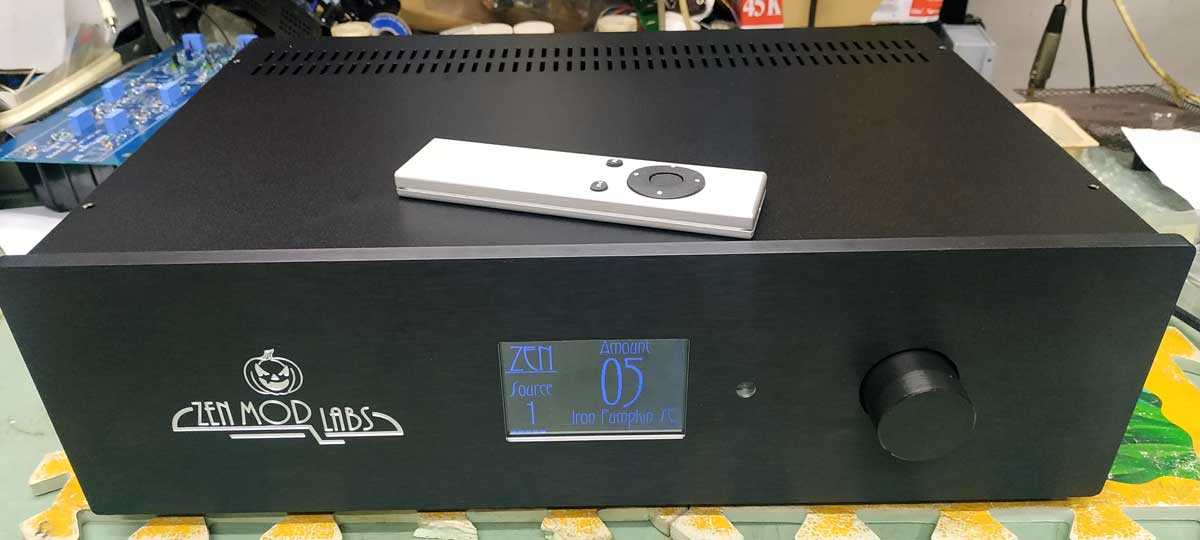 45K
ZEN MOD LABS
ZEN
Amount
05
Source
1
Iron Pumpkin SE